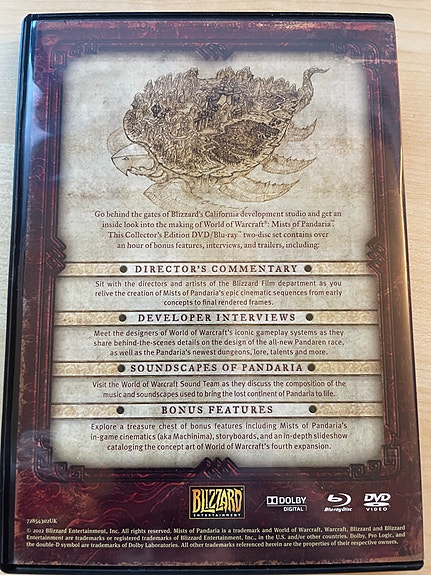 Go behind the gates of Blizzard's California development studio and get an
inside look into the making of World of Warcraft®: Mists of Pandaria™.
This Collector's Edition DVD/Blu-ray™ two-disc set contains over
an hour of bonus features, interviews, and trailers, including:
DIRECTOR'S COMMENTARY
Sit with the directors and artists of the Blizzard Film department as you
relive the creation of Mists of Pandaria's epic cinematic sequences from early
concepts to final rendered frames.
DEVELOPER INTERVIEWS
Meet the designers of World of Warcraft's iconic gameplay systems as they
share behind-the-scenes details on the design of the all-new Pandaren race,
as well as the Pandaria's newest dungeons, lore, talents and more.
SOUNDSCAPES OF PANDARIA
Visit the World of Warcraft Sound Team as they discuss the composition of the
music and soundscapes used to bring the lost continent of Pandaria to life.
BONUS FEATURES
Explore a treasure chest of bonus features including Mists of Pandaria's
in-game cinematics (aka Machinima), storyboards, and an in-depth slideshow
cataloging the concept art of World of Warcraft's fourth expansion.
BLIZZARD
ENTERTAINMENT
DOLBY
DIGITAL
Blu-ray Disc
DVD
VIDEO
72854302UK
© 2012 Blizzard Entertainment, Inc. All rights reserved. Mists of Pandaria is a trademark and World of Warcraft, Warcraft, Blizzard and Blizzard
Entertainment are trademarks or registered trademarks of Blizzard Entertainment, Inc., in the U.S. and/or other countries. Dolby, Pro Logic, and
the double-D symbol are trademarks of Dolby Laboratories. All other trademarks referenced herein are the properties of their respective owners.